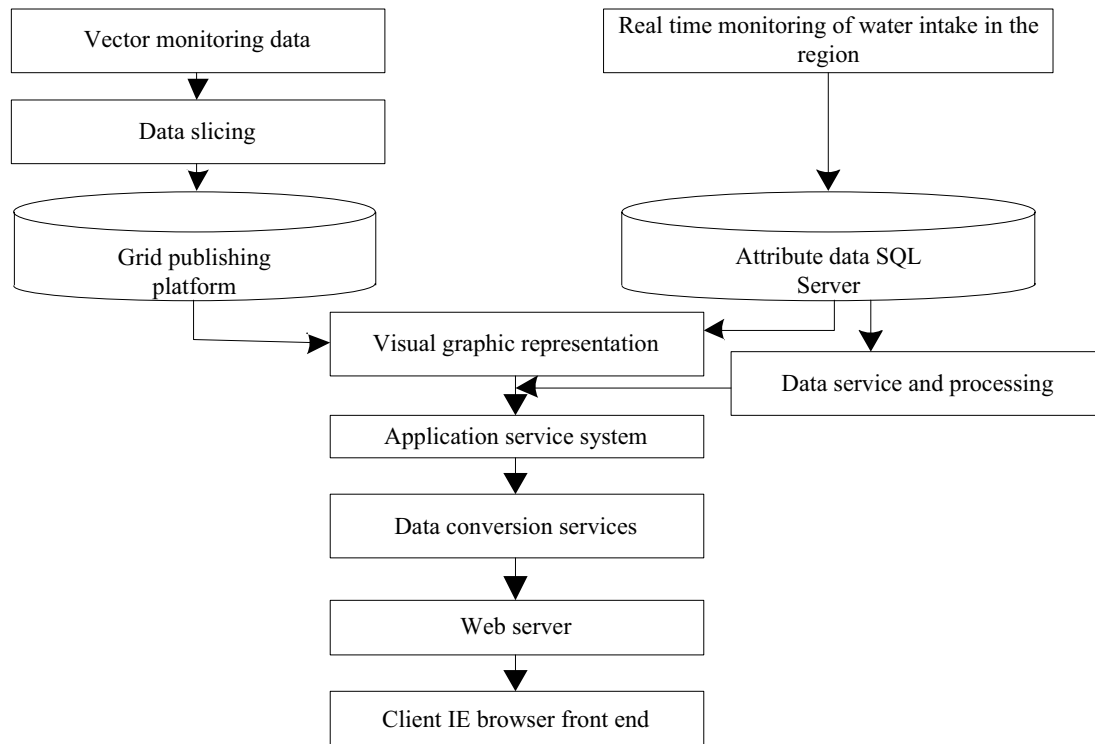 Vector monitoring data
Real time monitoring of water intake in the
region
Data slicing
Grid publishing
platform
Attribute data SQL
Server
Visual graphic representation
Data service and processing
Application service system
Data conversion services
Web server
Client IE browser front end